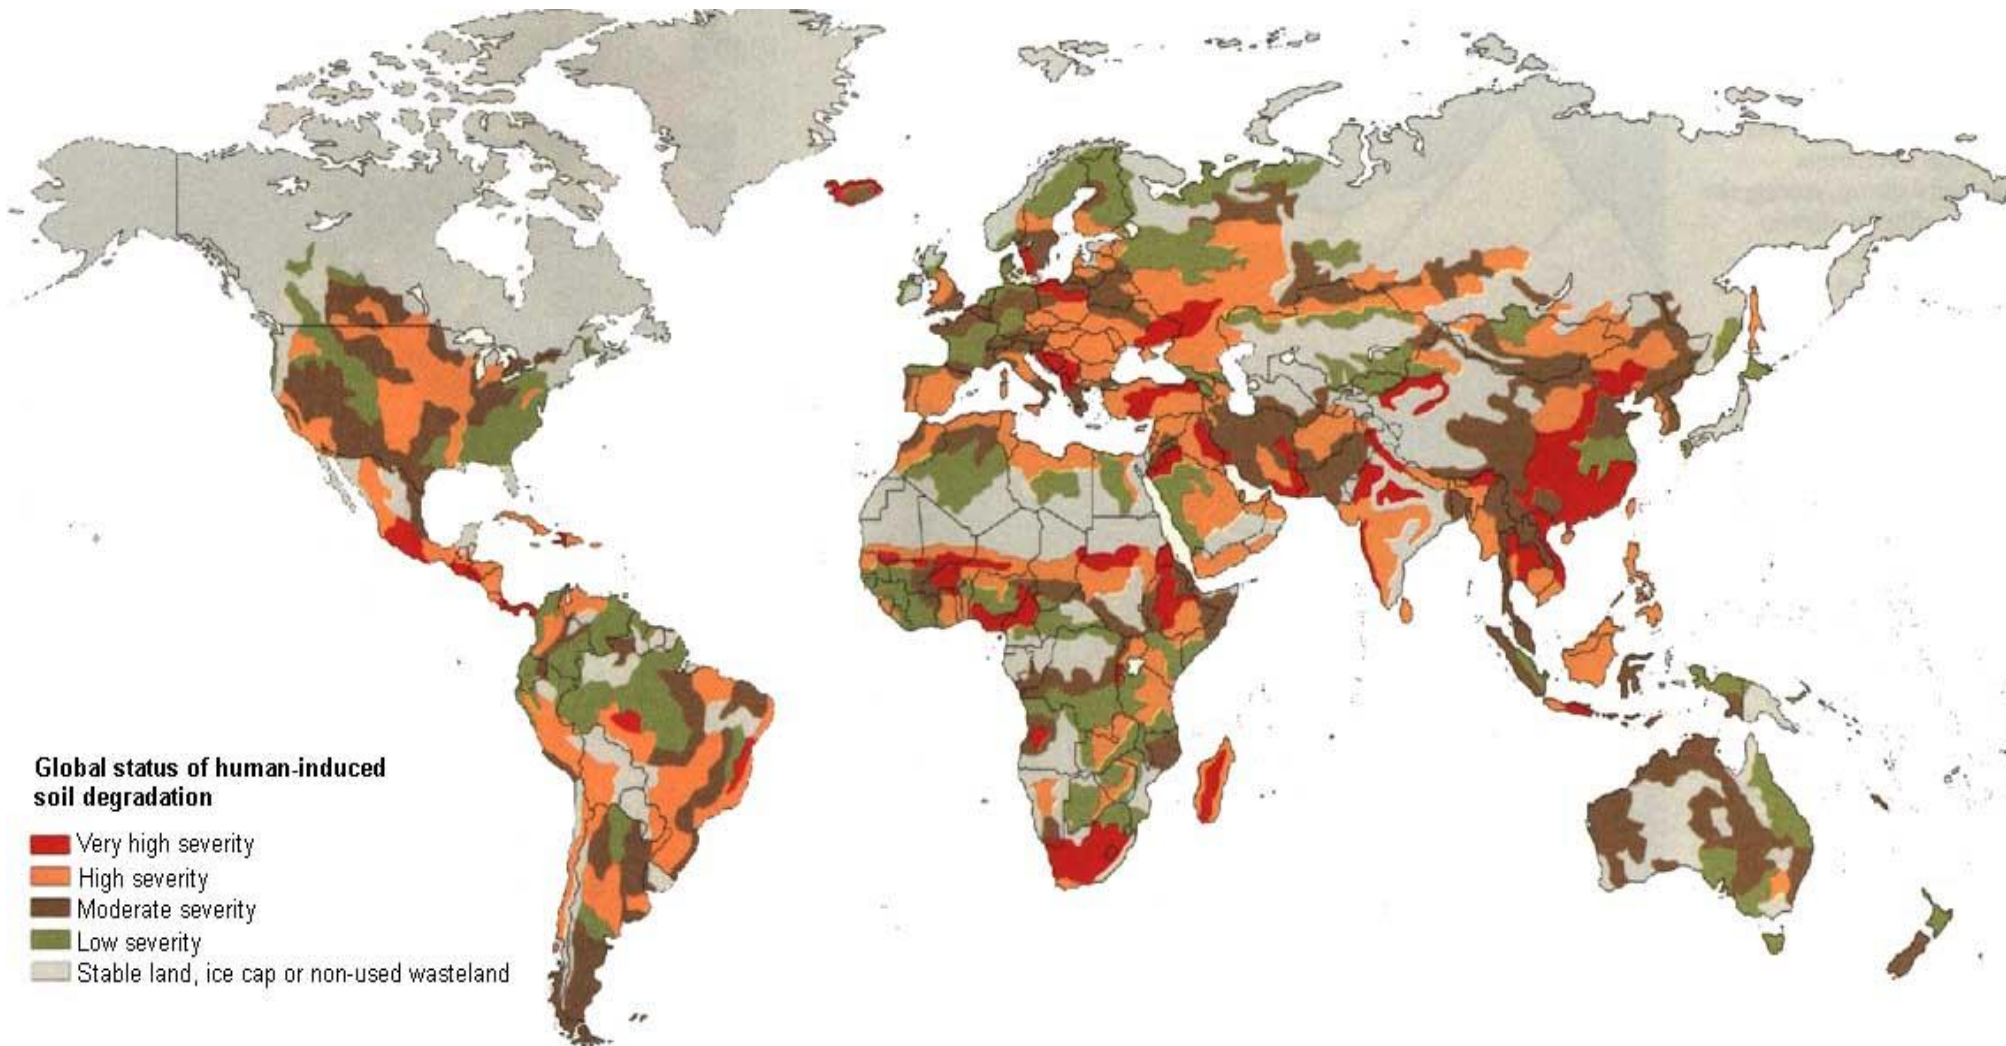 Global status of human-induced
soil degradation
Very high severity
High severity
Moderate severity
Low severity
Stable land, ice cap or non-used wasteland